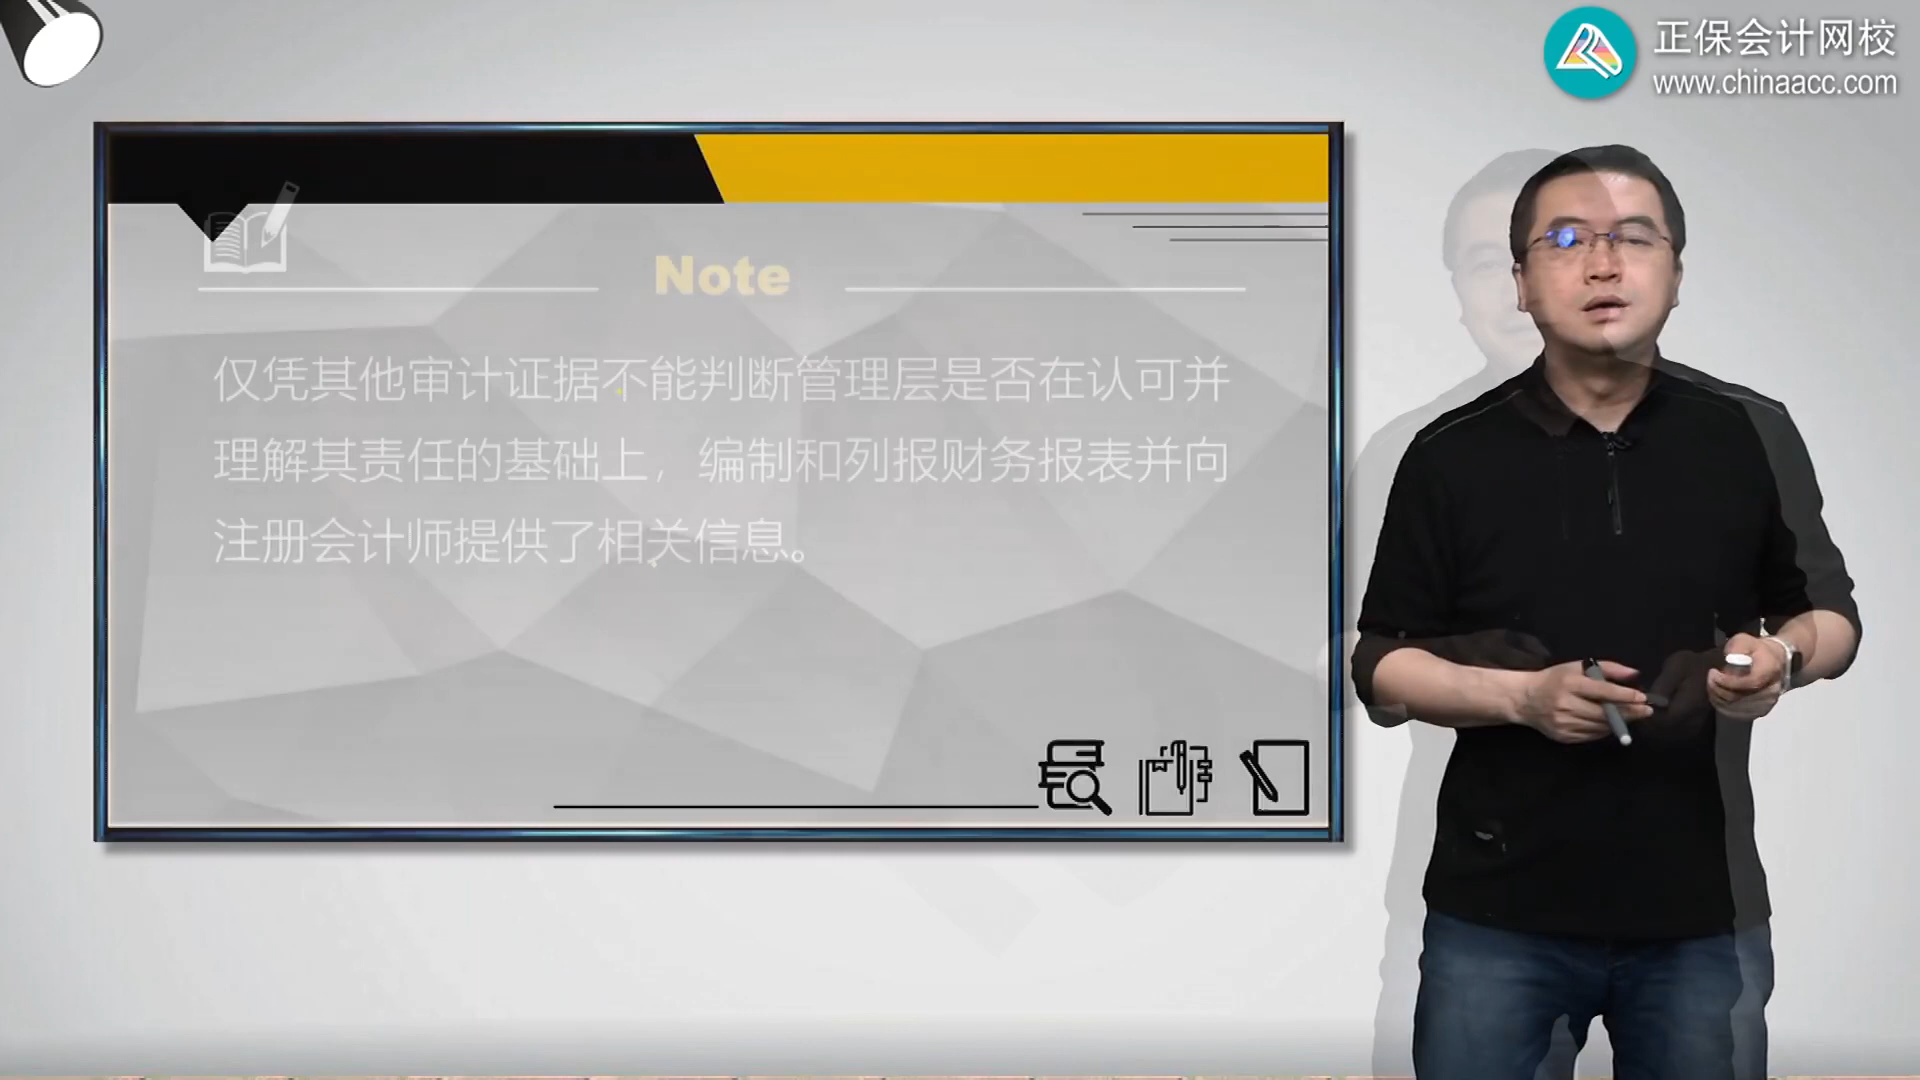 正保会计网校
www.chinaacc.com
Note
仅凭其他审计证据不能判断管理层是否在认可并
理解其责任的基础上，编制和列报财务报表并向
注册会计师提供了相关信息。